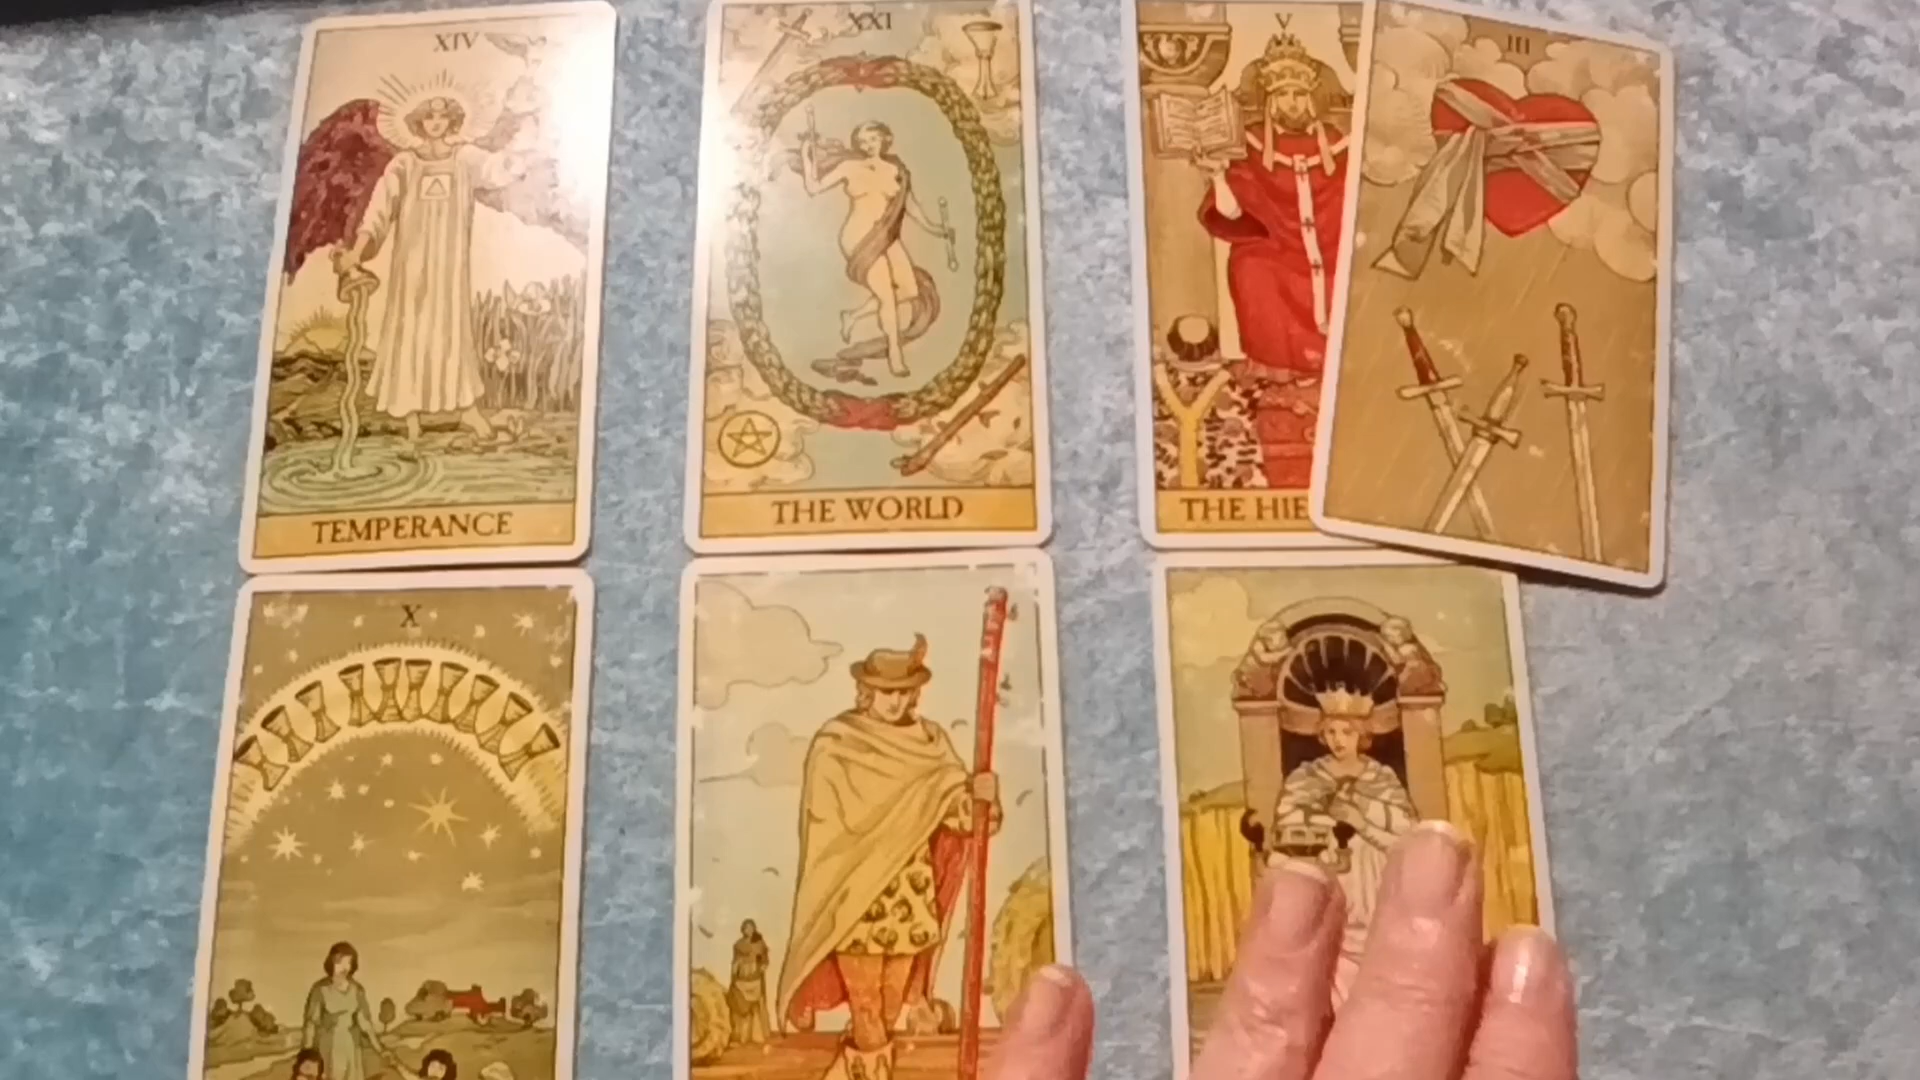 XIV
XXI
V
III
TEMPERANCE
THE WORLD
THE HIE
X